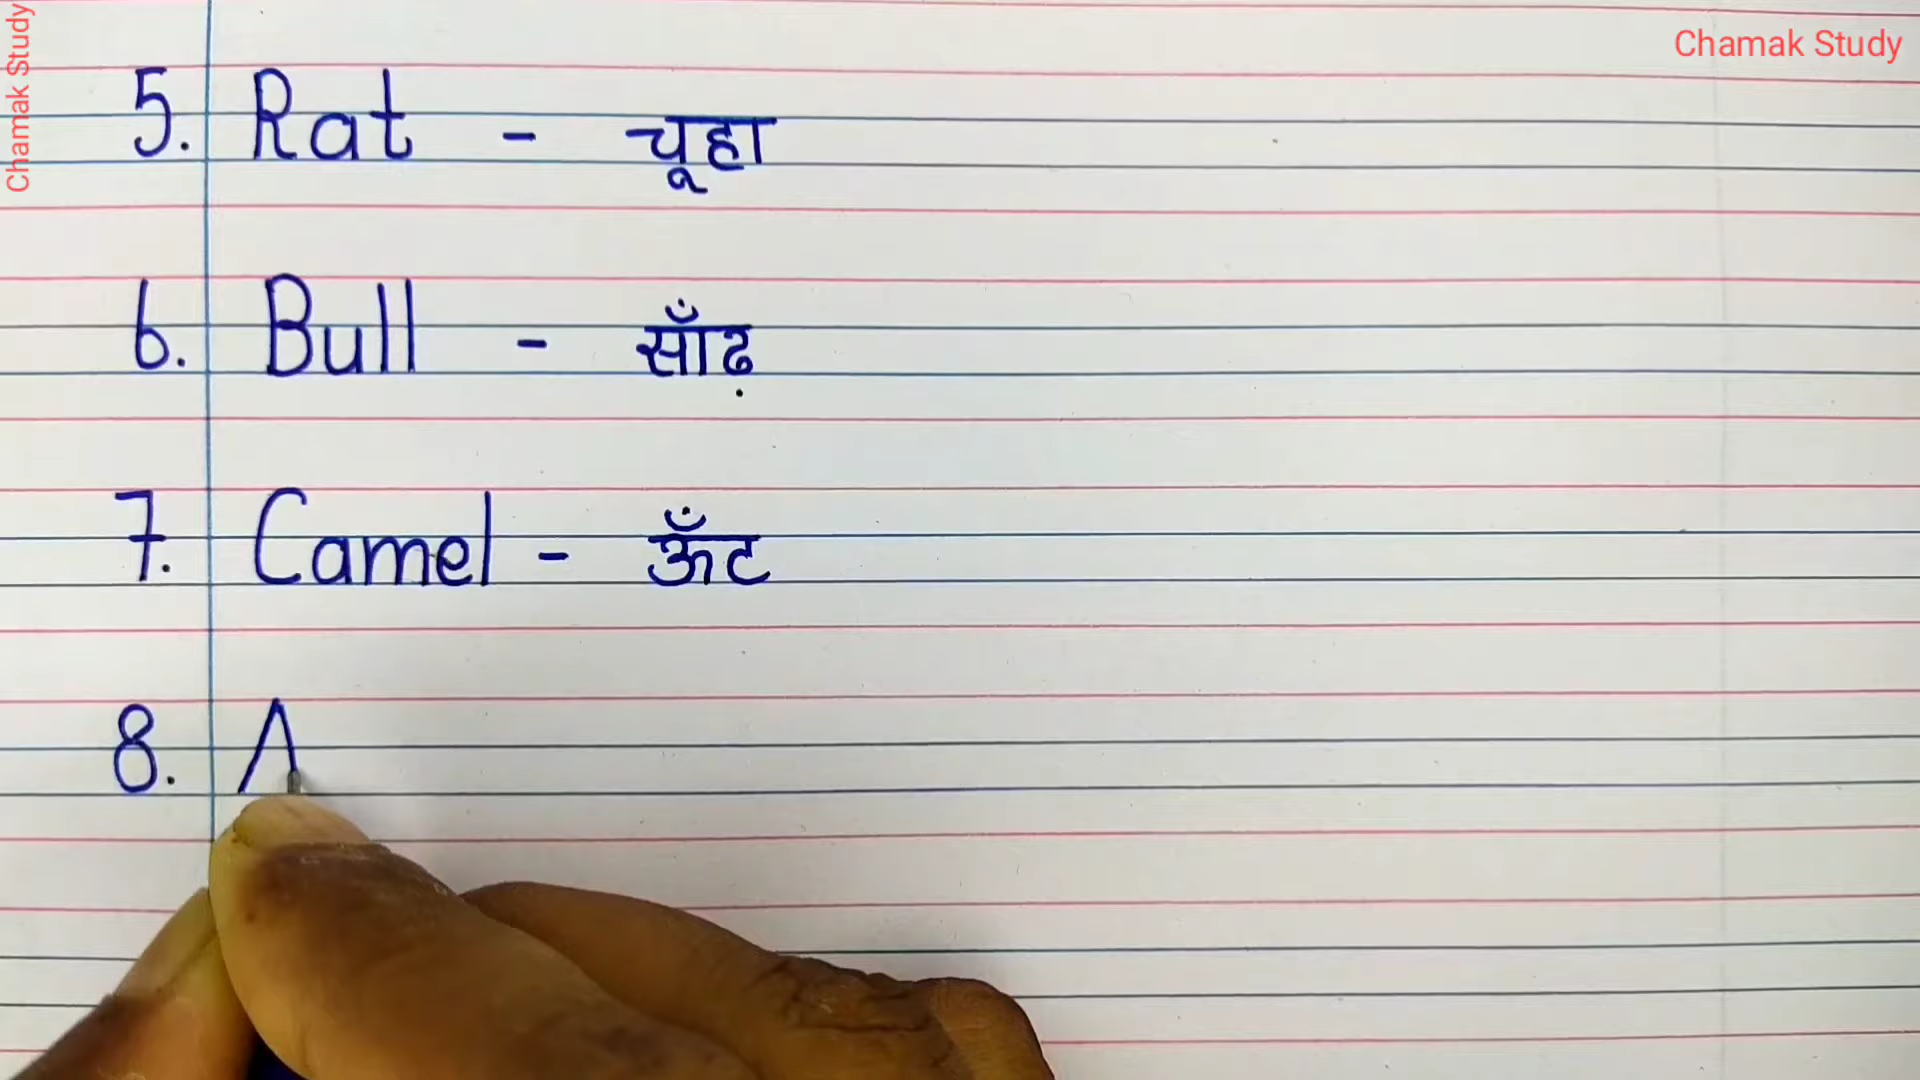 Chamak Study
Chamak Study
5. Rat - चूहा
6. Bull - साँढ़
7. Camel - ऊँट
8.